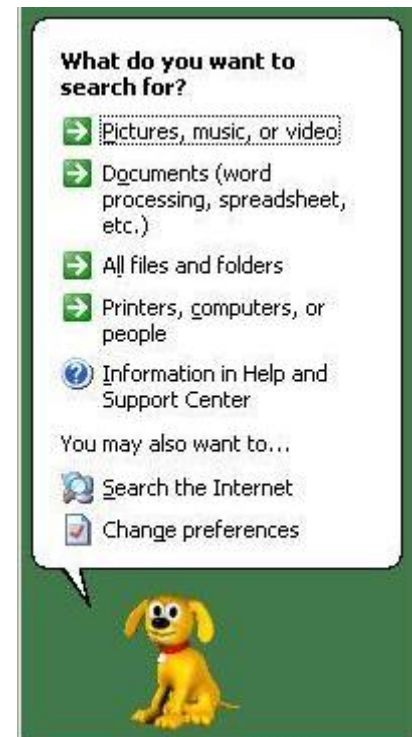 What do you want to
search for?
Pictures, music, or video
Documents (word
processing, spreadsheet,
etc.)
All files and folders
Printers, computers, or
people
Information in Help and
Support Center
You may also want to...
Search the Internet
Change preferences